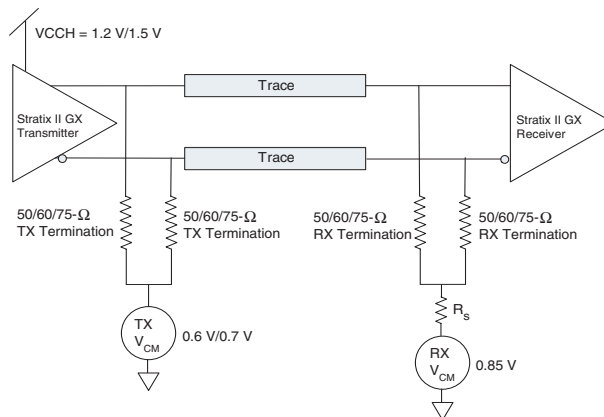 VCCH = 1.2 V/1.5 V
Stratix II GX
Transmitter
Trace
Trace
Stratix II GX
Receiver
50/60/75-Ω
TX Termination
50/60/75-Ω
TX Termination
50/60/75-Ω
RX Termination
50/60/75-Ω
RX Termination
TX
VCM
0.6 V/0.7 V
Rs
RX
VCM
0.85 V